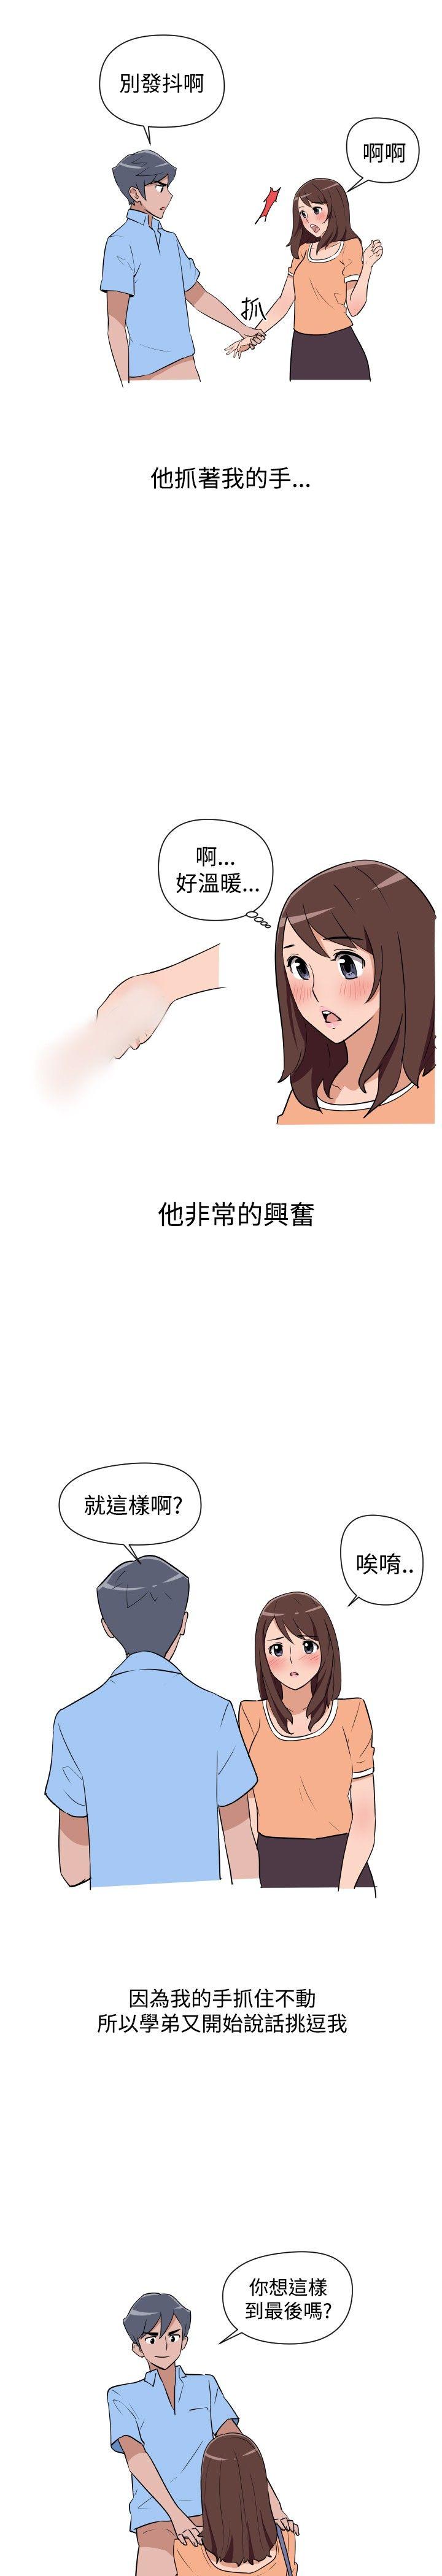 別發抖啊
啊啊
抓
他抓著我的手...
啊...
好溫暖...
他非常的興奮
就這樣啊?
唉唷..
因為我的手抓住不動
所以學弟又開始說話挑逗我
你想這樣
到最後嗎?